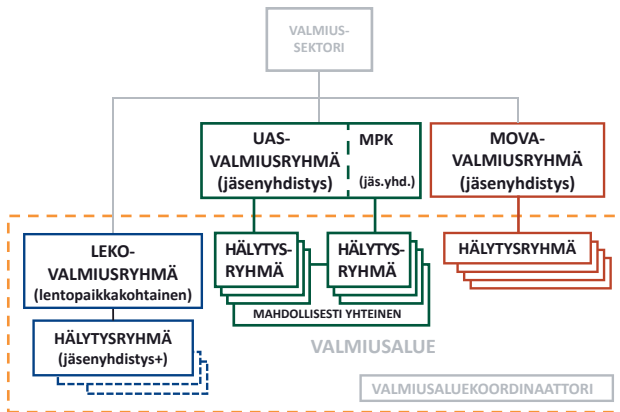 VALMIUS-
SEKTORI
UAS-
VALMIUSRYHMÄ
(jäsenyhdistys)
MPK
(jäs.yhd.)
MOVA-
VALMIUSRYHMÄ
(jäsenyhdistys)
LEKO-
VALMIUSRYHMÄ
(lentopaikkakohtainen)
HÄLYTYS-
RYHMÄ
HÄLYTYS-
RYHMÄ
HÄLYTYSRYHMÄ
MAHDOLLISESTI YHTEINEN
HÄLYTYSRYHMÄ
(jäsenyhdistys+)
VALMIUSALUE
VALMIUSALUEKOORDINAATTORI